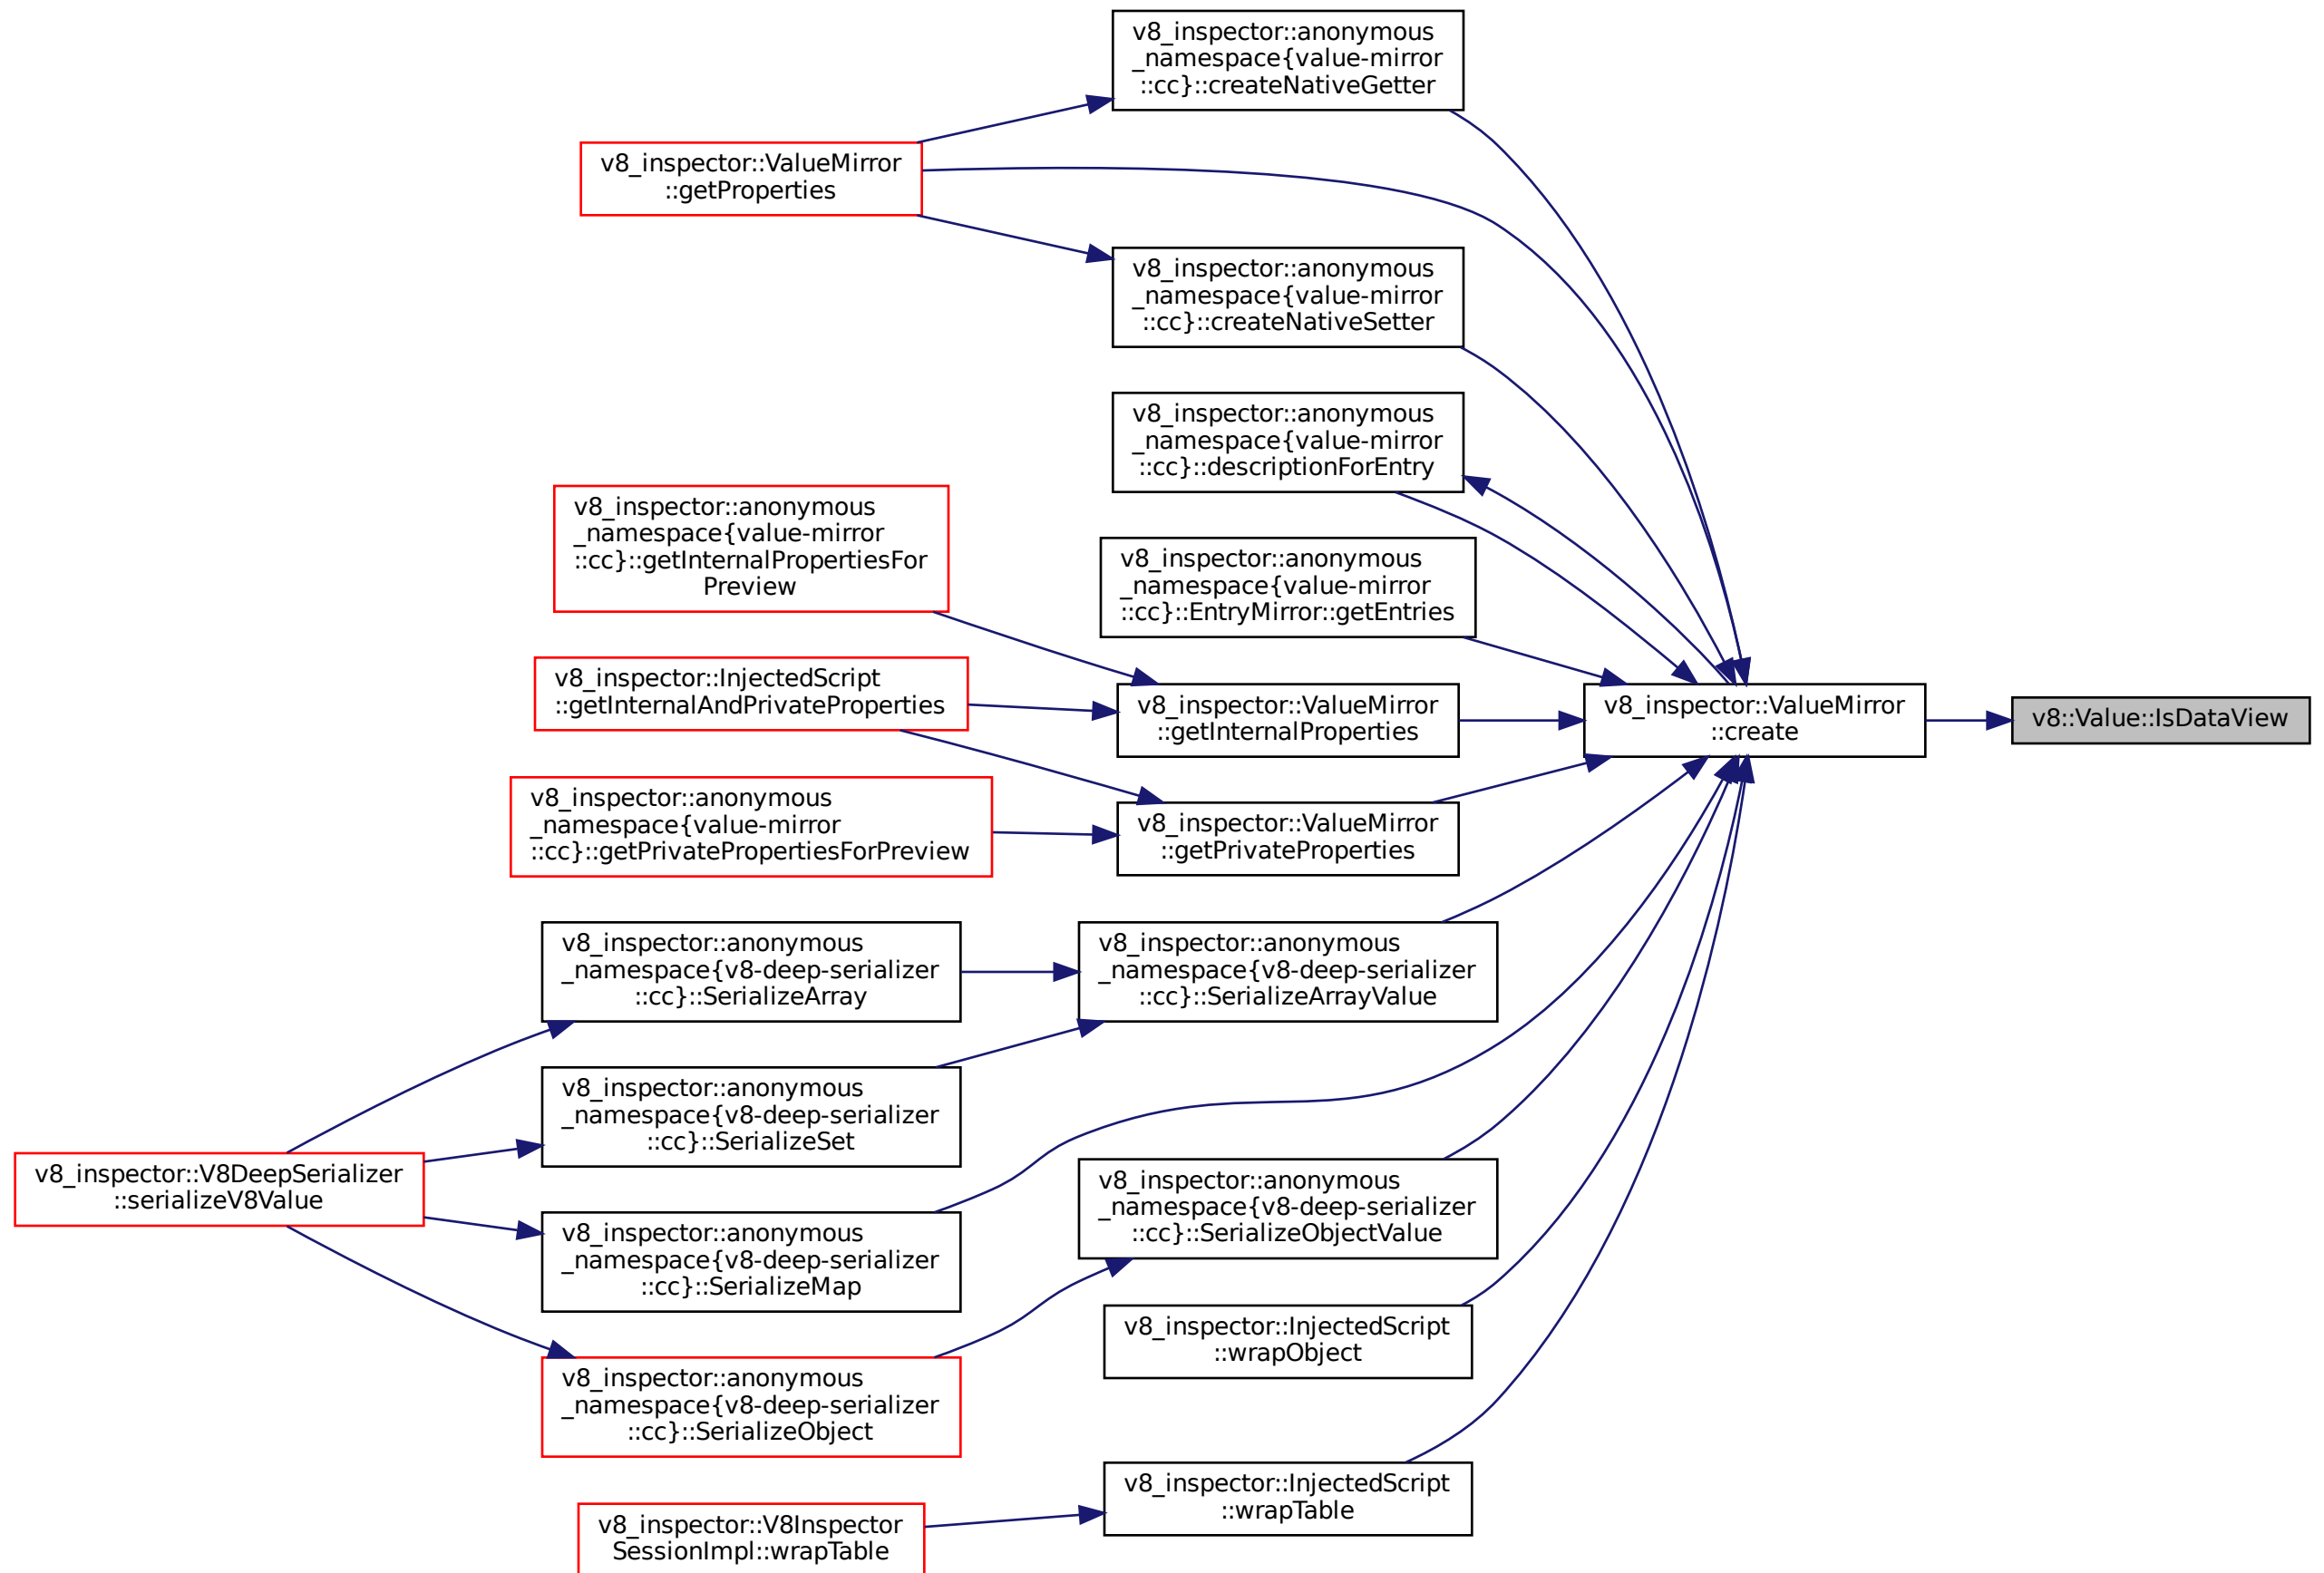 v8_inspector::anonymous
_namespace{value-mirror
::cc}::createNativeGetter
v8_inspector::ValueMirror
::getProperties
v8_inspector::anonymous
_namespace{value-mirror
::cc}::createNativeSetter
v8_inspector::anonymous
_namespace{value-mirror
::cc}::descriptionForEntry
v8_inspector::anonymous
_namespace{value-mirror
::cc}::getInternalPropertiesFor
Preview
v8_inspector::anonymous
_namespace{value-mirror
::cc}::EntryMirror::getEntries
v8_inspector::InjectedScript
::getInternalAndPrivateProperties
v8_inspector::ValueMirror
::getInternalProperties
v8_inspector::ValueMirror
::create
v8::Value::IsDataView
v8_inspector::anonymous
_namespace{value-mirror
::cc}::getPrivatePropertiesForPreview
v8_inspector::ValueMirror
::getPrivateProperties
v8_inspector::anonymous
_namespace{v8-deep-serializer
::cc}::SerializeArray
v8_inspector::anonymous
_namespace{v8-deep-serializer
::cc}::SerializeArrayValue
v8_inspector::anonymous
_namespace{v8-deep-serializer
::cc}::SerializeSet
v8_inspector::V8DeepSerializer
::serializeV8Value
v8_inspector::anonymous
_namespace{v8-deep-serializer
::cc}::SerializeObjectValue
v8_inspector::anonymous
_namespace{v8-deep-serializer
::cc}::SerializeMap
v8_inspector::InjectedScript
::wrapObject
v8_inspector::anonymous
_namespace{v8-deep-serializer
::cc}::SerializeObject
v8_inspector::InjectedScript
::wrapTable
v8_inspector::V8Inspector
SessionImpl::wrapTable